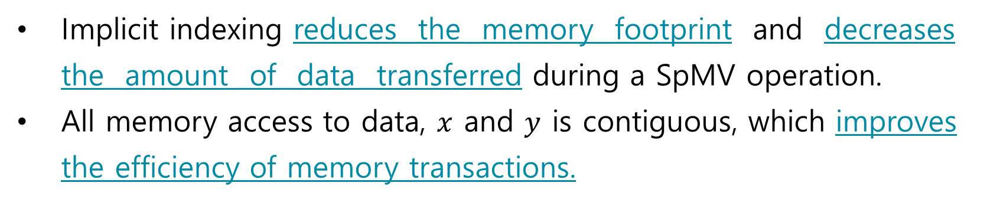 • Implicit indexing reduces the memory footprint and decreases
the amount of data transferred during a SpMV operation.
• All memory access to data, x and y is contiguous, which improves
the efficiency of memory transactions.